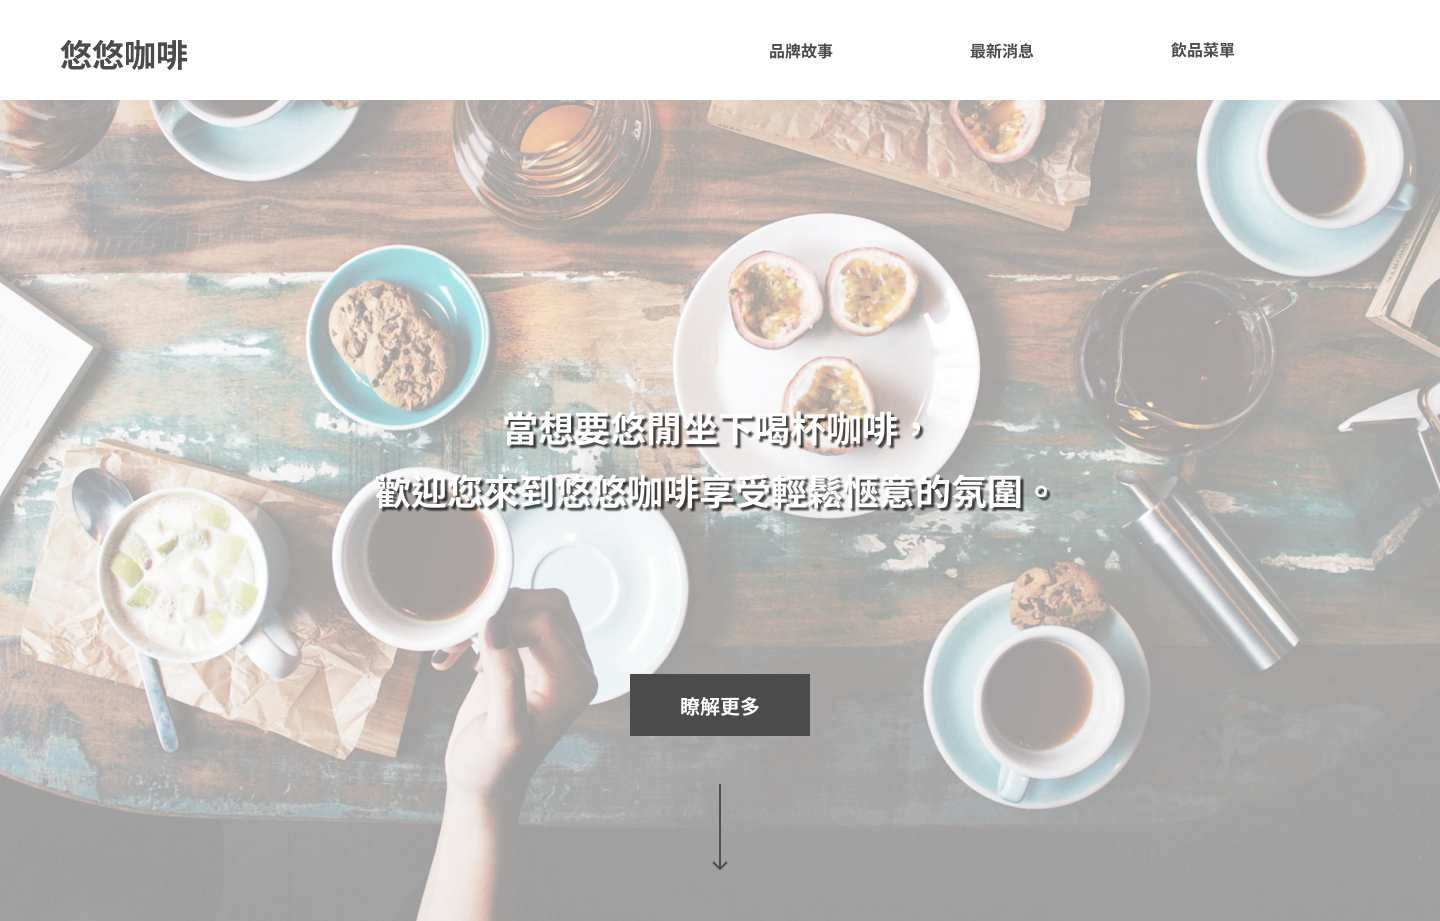 悠悠咖啡
品牌故事
最新消息
飲品菜單
當想要悠閒坐下喝杯咖啡，
歡迎您來到悠悠咖啡享受輕鬆愜意的氛圍。
瞭解更多